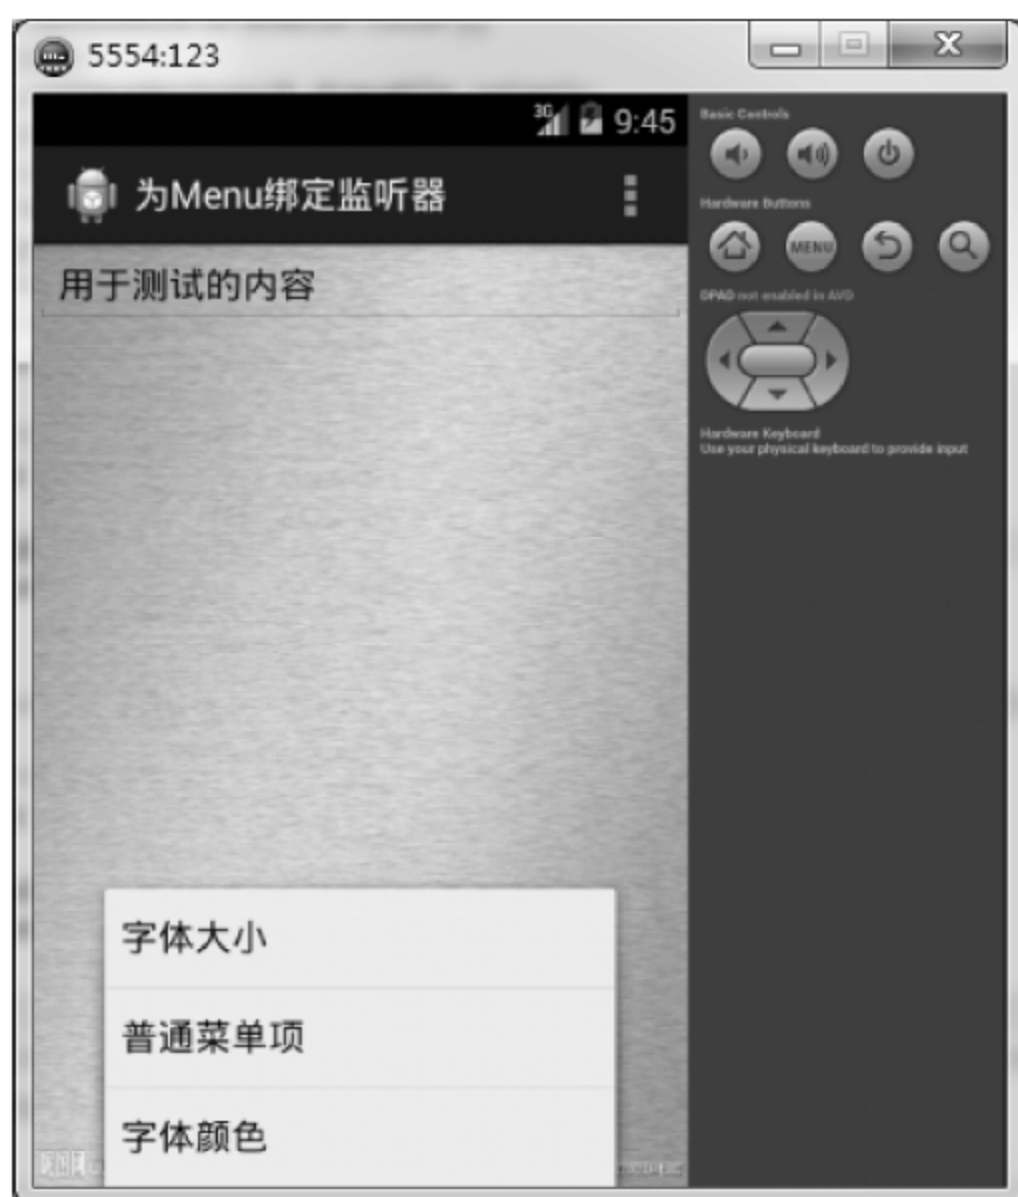 5554:123
3G 9:45
为Menu绑定监听器
用于测试的内容
字体大小
普通菜单项
字体颜色
Basic Controls
Hardware Buttons
MENU
DPAD not enabled in AVD
Hardware Keyboard
Use your physical keyboard to provide input